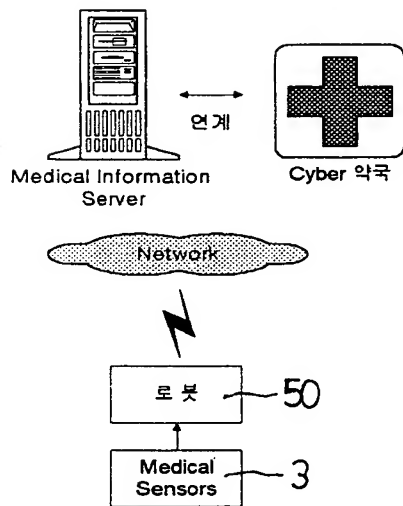 연계
Medical Information
Server
Cyber 약국
Network
로봇
50
Medical
Sensors
3